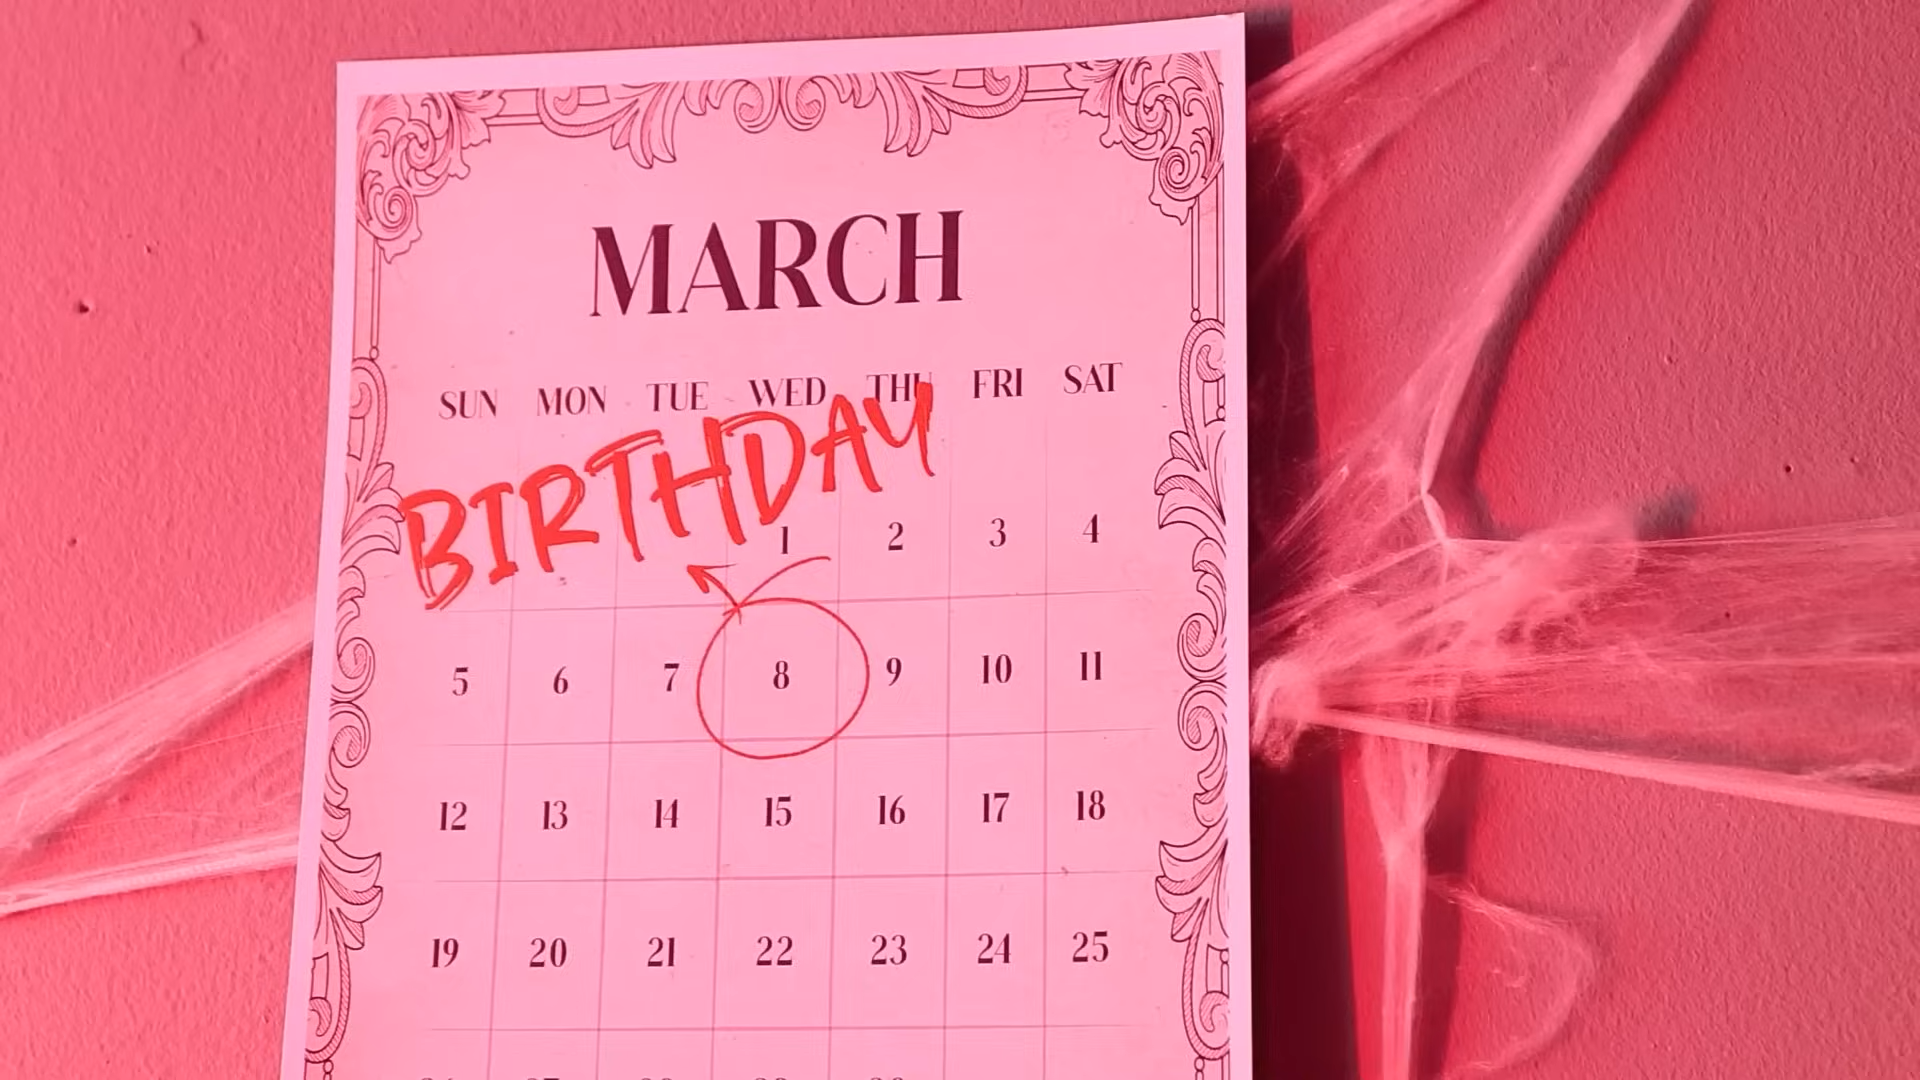 MARCH
SUN MON TUE WED THU FRI SAT
BIRTHDAY
1 2 3 4
5 6 7 8 9 10 11
12 13 14 15 16 17 18
19 20 21 22 23 24 25